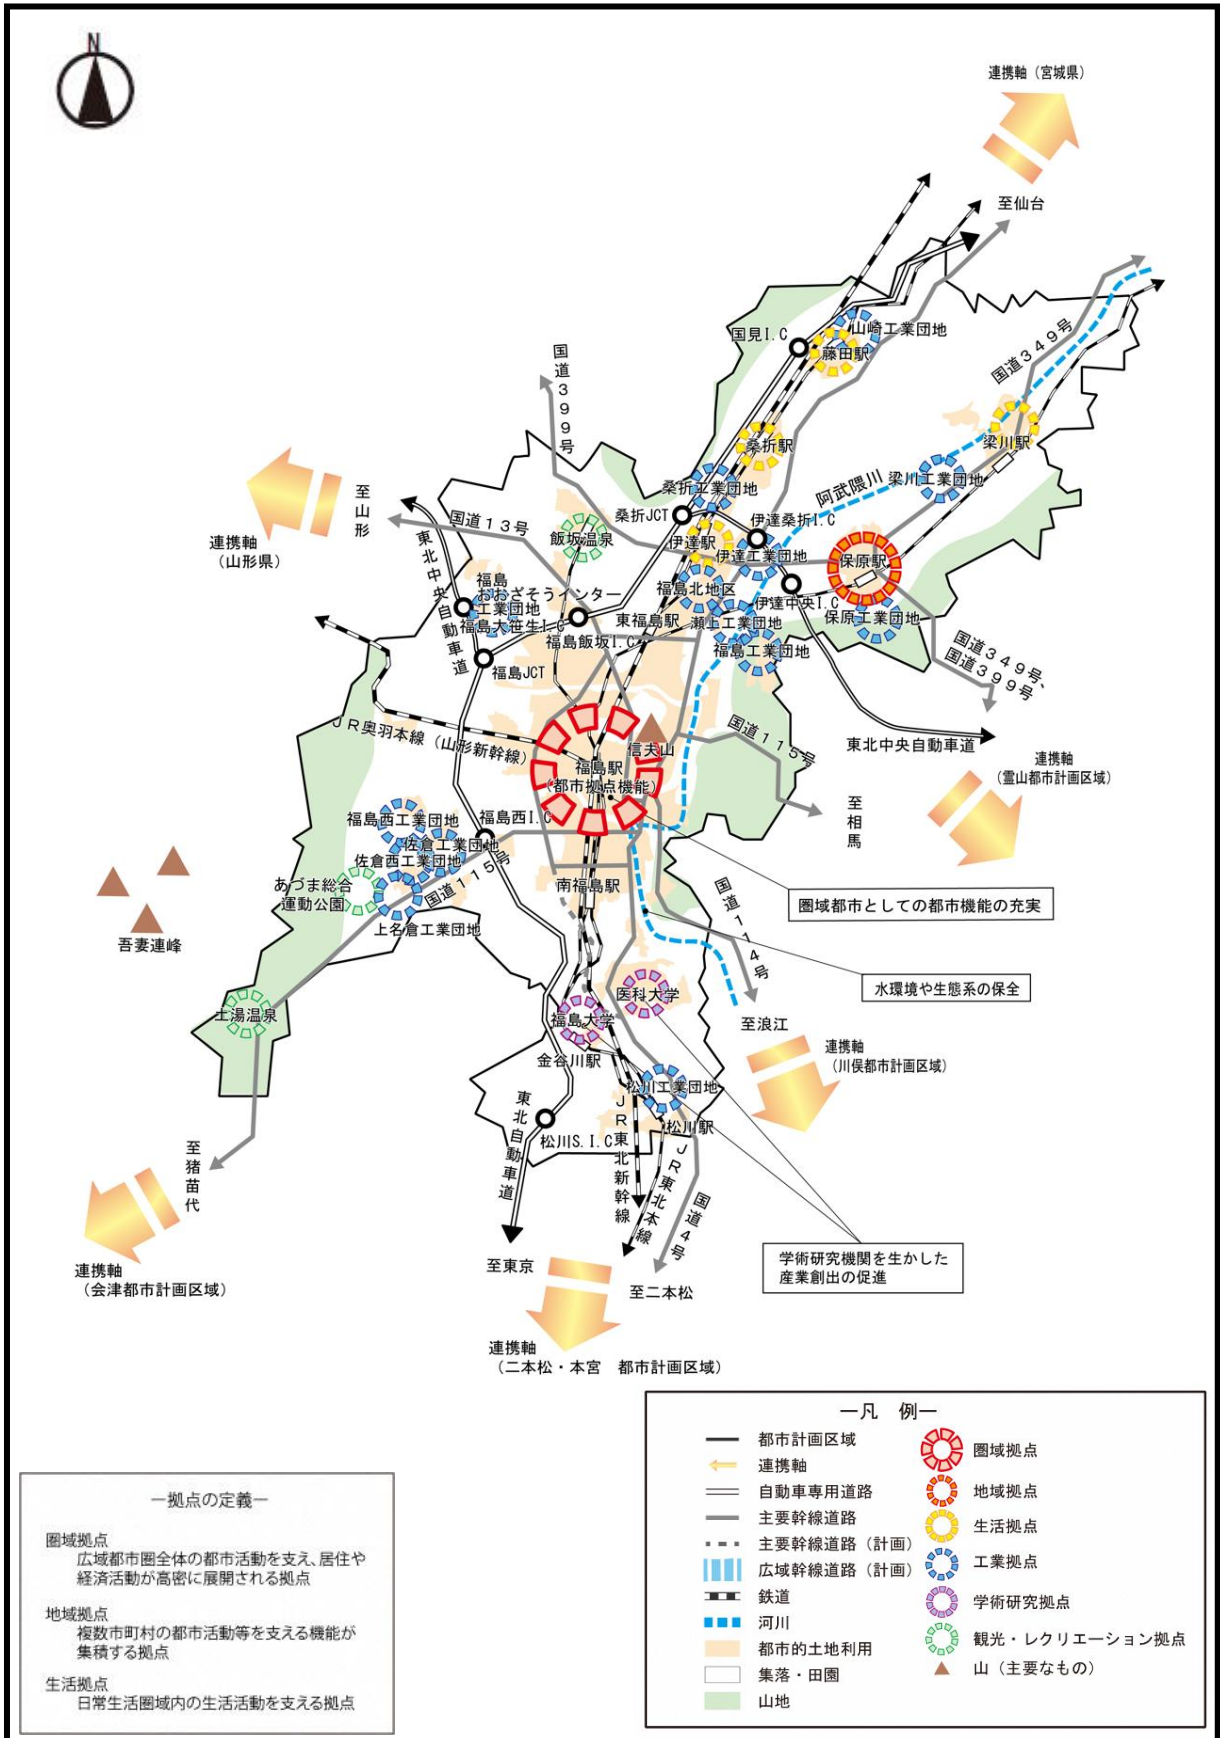 N
連携軸（宮城県）
至仙台
国見I.C
山崎工業団地
藤田駅
国道399号
国道349号
桑折駅
梁川駅
桑折工業団地
阿武隈川
梁川工業団地
至山形
国道13号
桑折JCT
伊達桑折I.C
連携軸
（山形県）
飯坂温泉
伊達駅
伊達工業団地
保原駅
東北中央自動車道
福島
おおざそうインター
工業団地
福島大笹生I.C
福島北地区
伊達中央I.C
東福島駅
瀬上工業団地
保原工業団地
福島飯坂I.C
福島工業団地
国道349号、
国道399号
福島JCT
JR奥羽本線（山形新幹線）
信夫山
国道115号
東北中央自動車道
福島駅
（都市拠点機能）
連携軸
（霊山都市計画区域）
至相馬
福島西工業団地
福島西I.C
佐倉工業団地
佐倉西工業団地
国道115号
あづま総合
運動公園
南福島駅
国道114号
圏域都市としての都市機能の充実
上名倉工業団地
吾妻連峰
水環境や生態系の保全
医科大学
土湯温泉
福島大学
至浪江
金谷川駅
連携軸
（川俣都市計画区域）
松川工業団地
東北自動車道
松川S.I.C
松川駅
JR東北新幹線
JR東北本線
国道4号
至猪苗代
学術研究機関を生かした
産業創出の促進
至東京
至二本松
連携軸
（会津都市計画区域）
連携軸
（二本松・本宮　都市計画区域）
―凡　例―
都市計画区域
連携軸
自動車専用道路
主要幹線道路
主要幹線道路（計画）
広域幹線道路（計画）
鉄道
河川
都市的土地利用
集落・田園
山地
圏域拠点
地域拠点
生活拠点
工業拠点
学術研究拠点
観光・レクリエーション拠点
山（主要なもの）
―拠点の定義―
圏域拠点
広域都市圏全体の都市活動を支え、居住や
経済活動が高密に展開される拠点
地域拠点
複数市町村の都市活動等を支える機能が
集積する拠点
生活拠点
日常生活圏域内の生活活動を支える拠点